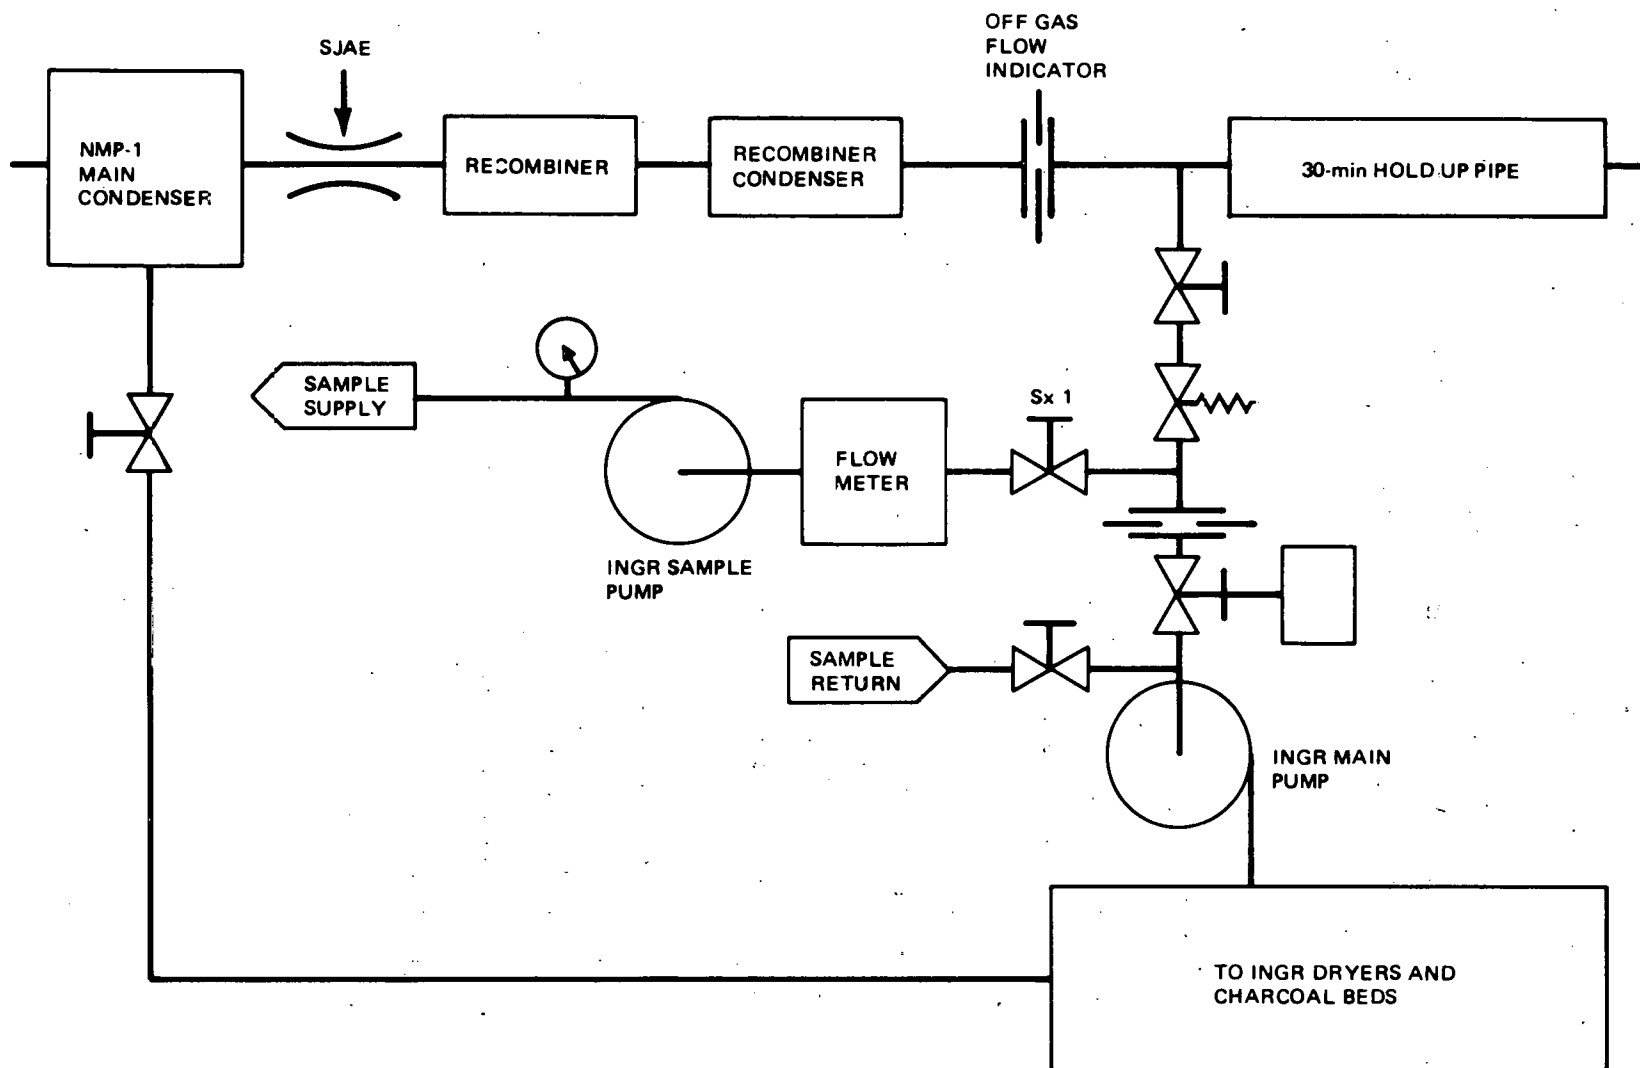 OFF GAS
FLOW
INDICATOR
SJAE
NMP-1
MAIN
CONDENSER
RECOMBINER
RECOMBINER
CONDENSER
30-min HOLD UP PIPE
SAMPLE
SUPPLY
Sx 1
FLOW
METER
INGR SAMPLE
PUMP
SAMPLE
RETURN
INGR MAIN
PUMP
TO INGR DRYERS AND
CHARCOAL BEDS